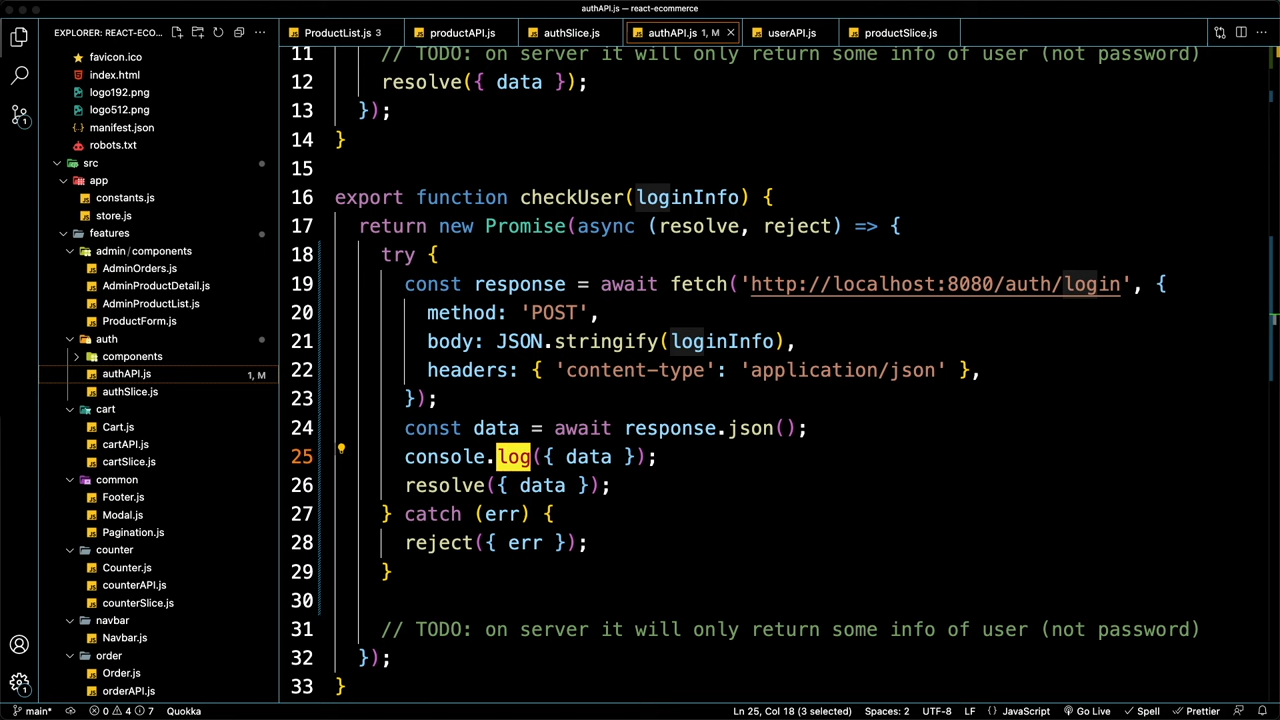 authAPI.js — react-ecommerce
EXPLORER: REACT-ECO...
ProductList.js 3
productAPI.js
authSlice.js
authAPI.js 1, M
userAPI.js
productSlice.js
favicon.ico
index.html
logo192.png
logo512.png
manifest.json
robots.txt
src
app
constants.js
store.js
features
admin/components
AdminOrders.js
AdminProductDetail.js
AdminProductList.js
ProductForm.js
auth
components
authAPI.js 1, M
authSlice.js
cart
Cart.js
cartAPI.js
cartSlice.js
common
Footer.js
Modal.js
Pagination.js
counter
Counter.js
counterAPI.js
counterSlice.js
navbar
Navbar.js
order
Order.js
orderAPI.js
1
1
11 // TODO: on server it will only return some info of user (not password)
12 resolve({ data });
13 });
14 }
15
16 export function checkUser(loginInfo) {
17 return new Promise(async (resolve, reject) => {
18 try {
19 const response = await fetch('http://localhost:8080/auth/login', {
20 method: 'POST',
21 body: JSON.stringify(loginInfo),
22 headers: { 'content-type': 'application/json' },
23 });
24 const data = await response.json();
25 console.log({ data });
26 resolve({ data });
27 } catch (err) {
28 reject({ err });
29 }
30
31 // TODO: on server it will only return some info of user (not password)
32 });
33 }
main* 0 4 7 Quokka
Ln 25, Col 18 (3 selected) Spaces: 2 UTF-8 LF {} JavaScript Go Live Spell Prettier